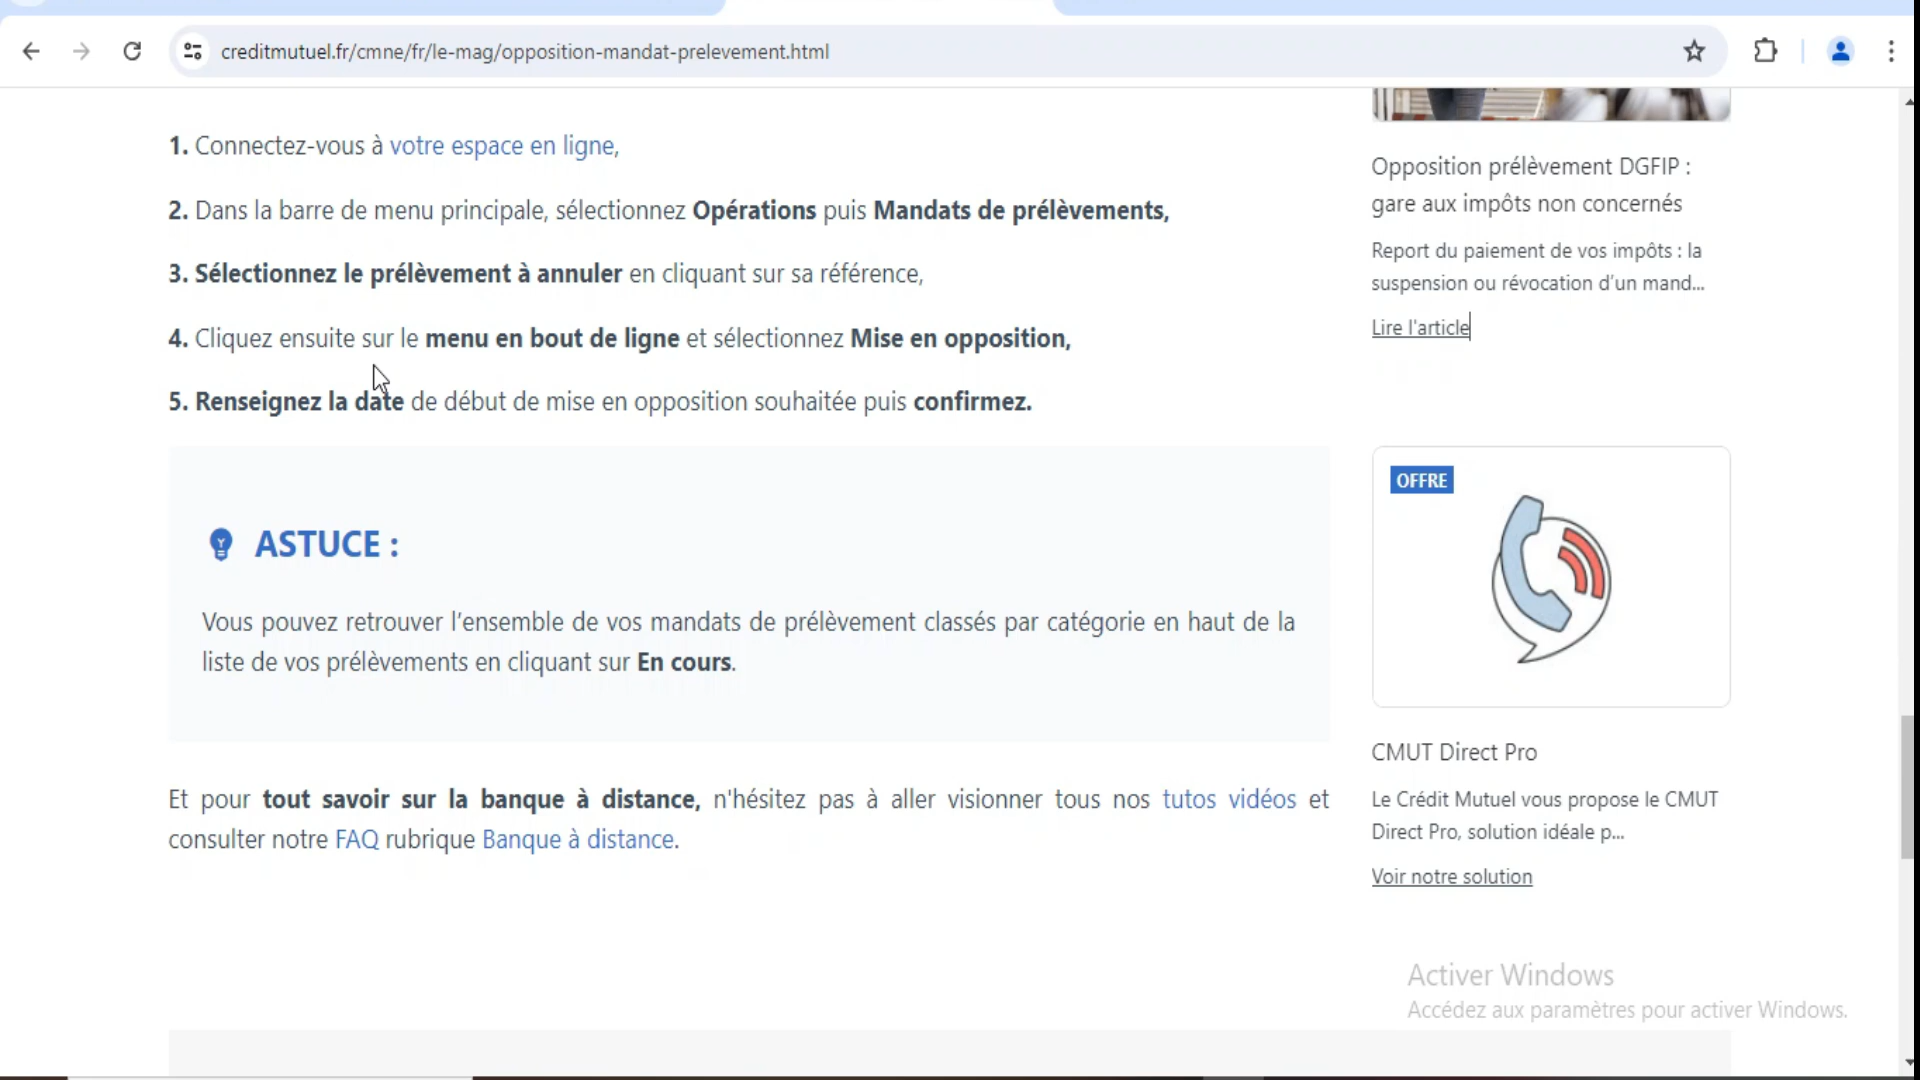 creditmutuel.fr/cmne/fr/le-mag/opposition-mandat-prelevement.html
1. Connectez-vous à votre espace en ligne,
2. Dans la barre de menu principale, sélectionnez Opérations puis Mandats de prélèvements,
3. Sélectionnez le prélèvement à annuler en cliquant sur sa référence,
4. Cliquez ensuite sur le menu en bout de ligne et sélectionnez Mise en opposition,
5. Renseignez la date de début de mise en opposition souhaitée puis confirmez.
ASTUCE :
Vous pouvez retrouver l’ensemble de vos mandats de prélèvement classés par catégorie en haut de la
liste de vos prélèvements en cliquant sur En cours.
Et pour tout savoir sur la banque à distance, n'hésitez pas à aller visionner tous nos tutos vidéos et
consulter notre FAQ rubrique Banque à distance.
Opposition prélèvement DGFIP :
gare aux impôts non concernés
Report du paiement de vos impôts : la
suspension ou révocation d’un mand...
Lire l'article
OFFRE
CMUT Direct Pro
Le Crédit Mutuel vous propose le CMUT
Direct Pro, solution idéale p...
Voir notre solution
Activer Windows
Accédez aux paramètres pour activer Windows.